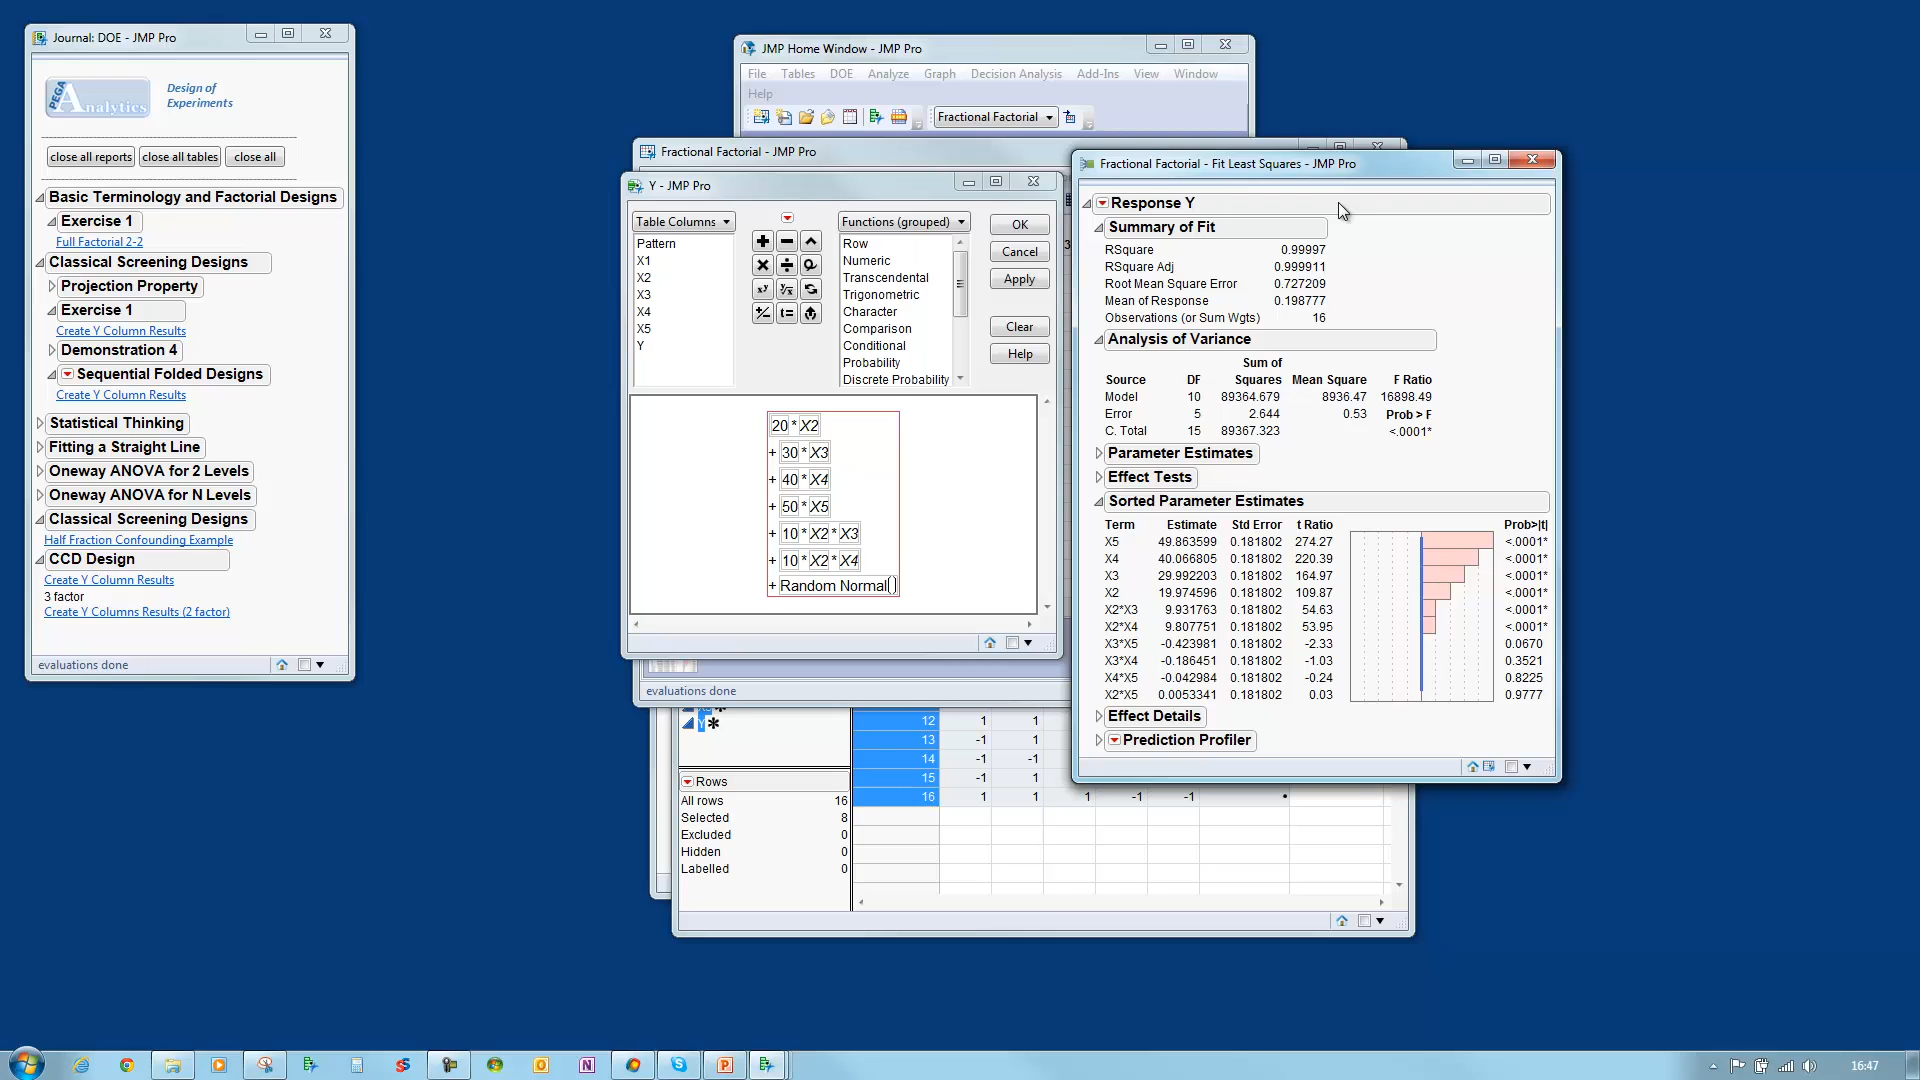 Journal: DOE - JMP Pro
PEGA
Analytics
Design of
Experiments
close all reports
close all tables
close all
Basic Terminology and Factorial Designs
Exercise 1
Full Factorial 2-2
Classical Screening Designs
Projection Property
Exercise 1
Create Y Column Results
Demonstration 4
Sequential Folded Designs
Create Y Column Results
Statistical Thinking
Fitting a Straight Line
Oneway ANOVA for 2 Levels
Oneway ANOVA for N Levels
Classical Screening Designs
Half Fraction Confounding Example
CCD Design
Create Y Column Results
3 factor
Create Y Columns Results (2 factor)
evaluations done
JMP Home Window - JMP Pro
File Tables DOE Analyze Graph Decision Analysis Add-Ins View Window
Help
Fractional Factorial
Fractional Factorial - JMP Pro
Y - JMP Pro
Table Columns
Pattern
X1
X2
X3
X4
X5
Y
Functions (grouped)
Row
Numeric
Transcendental
Trigonometric
Character
Comparison
Conditional
Probability
Discrete Probability
OK
Cancel
Apply
Clear
Help
20 * X2
+ 30 * X3
+ 40 * X4
+ 50 * X5
+ 10 * X2 * X3
+ 10 * X2 * X4
+ Random Normal()
evaluations done
Y
Rows
All rows 16
Selected 8
Excluded 0
Hidden 0
Labelled 0
12 1 1
13 -1 1
14 -1 -1
15 -1 1
16 1 1 1 -1 -1 •
Fractional Factorial - Fit Least Squares - JMP Pro
Response Y
Summary of Fit
RSquare 0.99997
RSquare Adj 0.999911
Root Mean Square Error 0.727209
Mean of Response 0.198777
Observations (or Sum Wgts) 16
Analysis of Variance
Sum of
Source DF Squares Mean Square F Ratio
Model 10 89364.679 8936.47 16898.49
Error 5 2.644 0.53 Prob > F
C. Total 15 89367.323 <.0001*
Parameter Estimates
Effect Tests
Sorted Parameter Estimates
Term Estimate Std Error t Ratio Prob>|t|
X5 49.863599 0.181802 274.27 <.0001*
X4 40.066805 0.181802 220.39 <.0001*
X3 29.992203 0.181802 164.97 <.0001*
X2 19.974596 0.181802 109.87 <.0001*
X2*X3 9.931763 0.181802 54.63 <.0001*
X2*X4 9.807751 0.181802 53.95 <.0001*
X3*X5 -0.423981 0.181802 -2.33 0.0670
X3*X4 -0.186451 0.181802 -1.03 0.3521
X4*X5 -0.042984 0.181802 -0.24 0.8225
X2*X5 0.0053341 0.181802 0.03 0.9777
Effect Details
Prediction Profiler
16:47